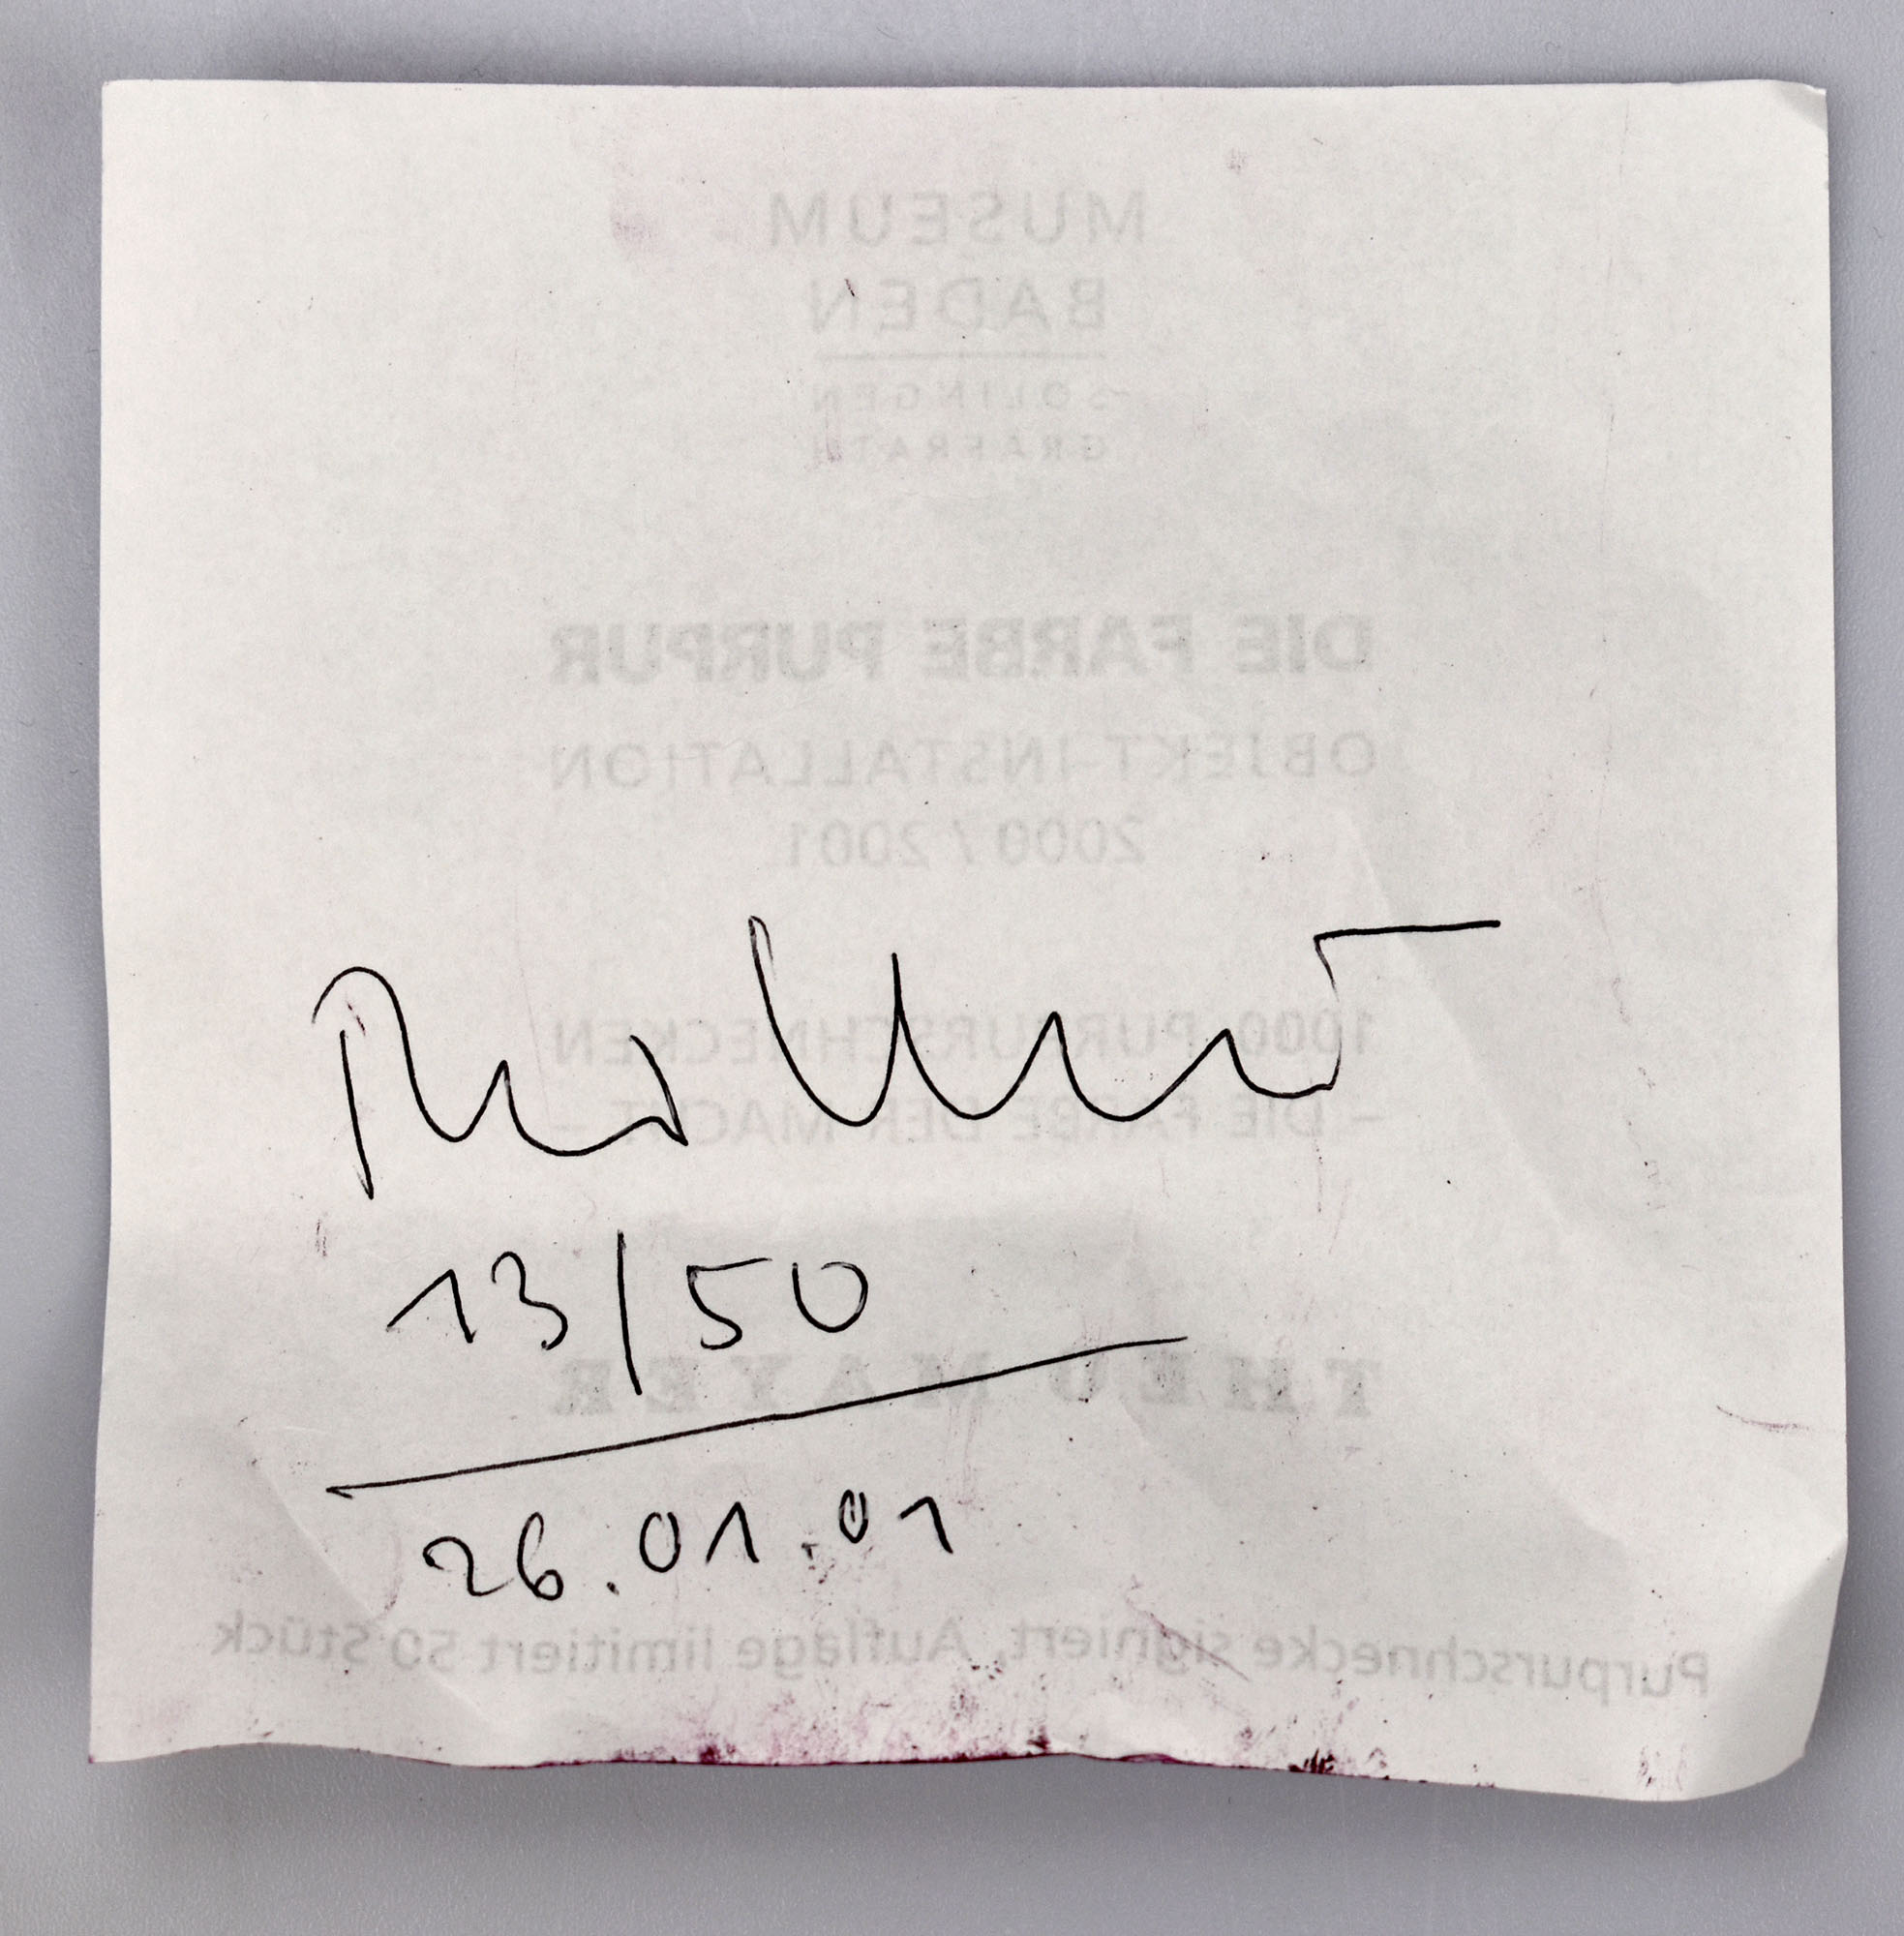 MUSEUM
BADEN
SOLINGEN
GRÄFRATH
DIE FARBE PURPUR
OBJEKT-INSTALLATION
2000 / 2001
1000 PURPURSCHNECKEN
- DIE FARBE DER MACHT -
13/50
THEO MAYER
26.01.01
Purpurschnecke signiert, Auflage limitiert 50 Stück